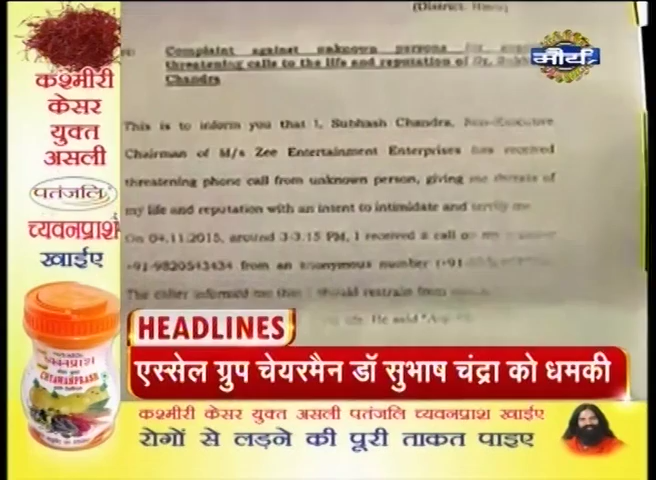 (District: Hisar)
मौर्य
Complaint against unknown persons for
threatening calls to the life and reputation of Dr. Subhash
Chandra
This is to inform you that I, Subhash Chandra, Non-Executive
Chairman of M/s Zee Entertainment Enterprises has received
threatening phone call from unknown person, giving me threats of
my life and reputation with an intent to intimidate and terrify me
On 04.11.2015, around 3-3.15 PM, I received a call on my
from an anonymous number (+91
The caller informed me that I should restrain from
He said
कश्मीरी
केसर
युक्त
असली
पतंजलि
च्यवनप्राश
खाईए
च्यवनप्राश
CHYAWANPRASH
HEADLINES
एस्सेल ग्रुप चेयरमैन डॉ सुभाष चंद्रा को धमकी
कश्मीरी केसर युक्त असली पतंजलि च्यवनप्राश खाईए
रोगों से लड़ने की पूरी ताकत पाइए